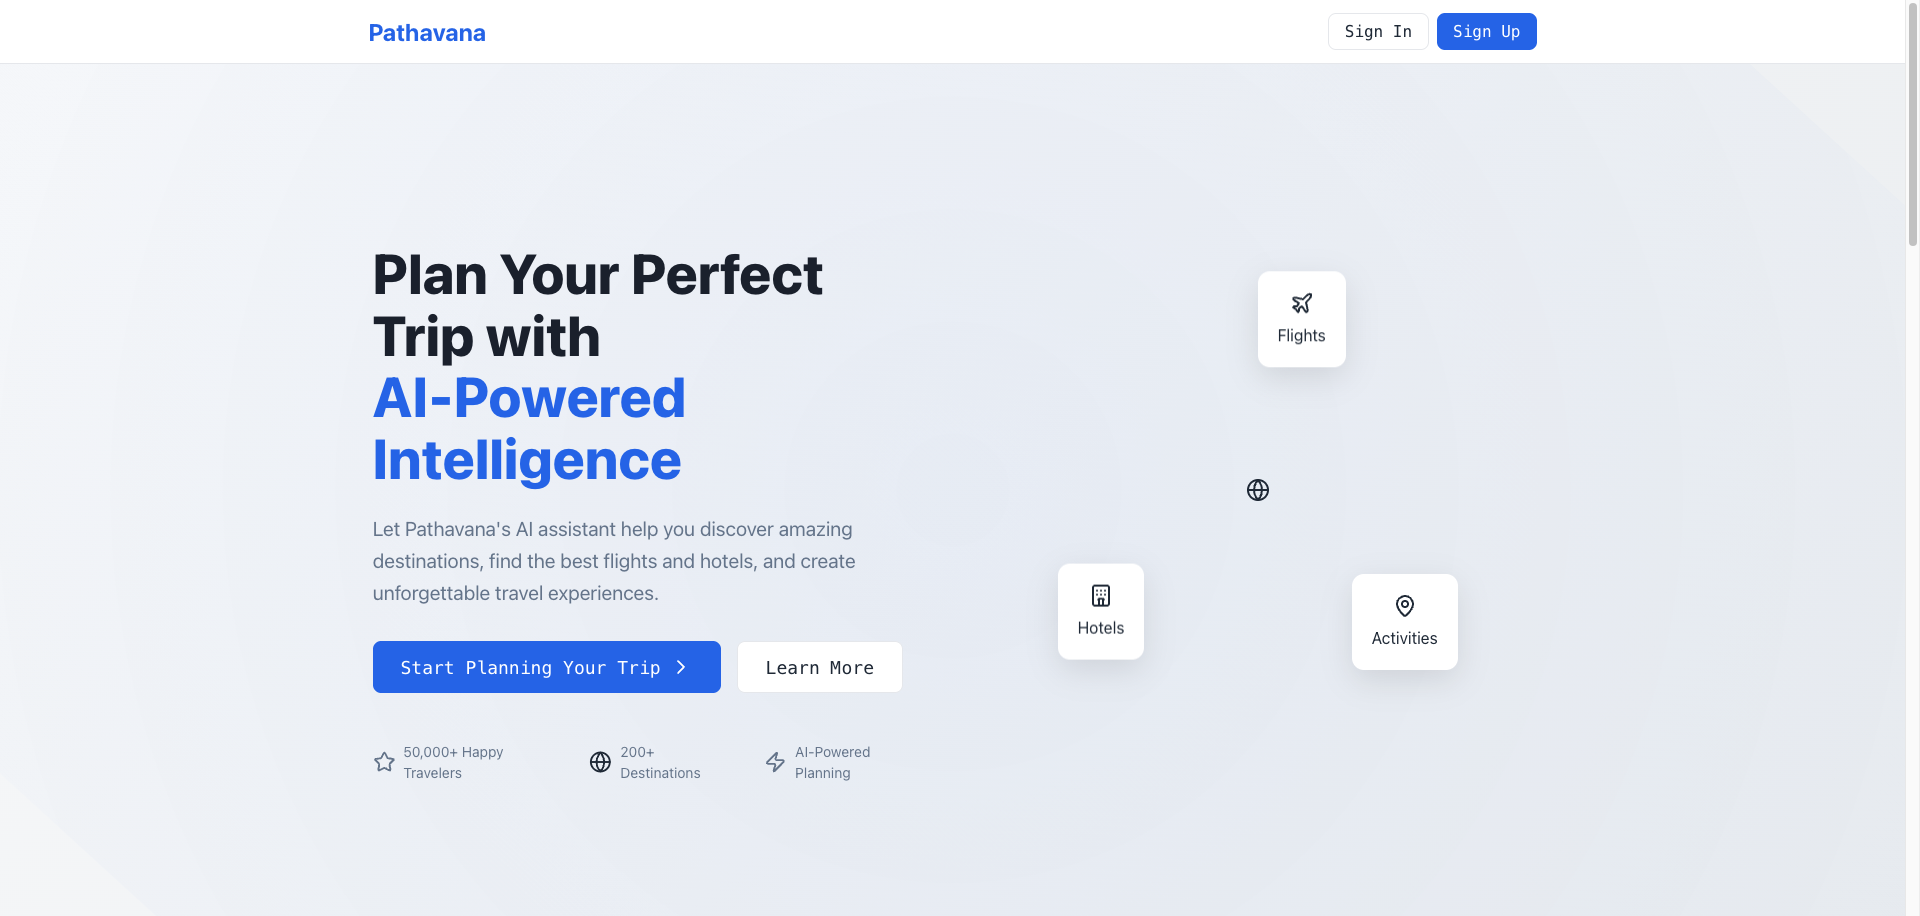 Pathavana
Sign In
Sign Up
Plan Your Perfect
Trip with
AI-Powered
Intelligence
Let Pathavana's AI assistant help you discover amazing
destinations, find the best flights and hotels, and create
unforgettable travel experiences.
Start Planning Your Trip
Learn More
50,000+ Happy
Travelers
200+
Destinations
AI-Powered
Planning
Flights
Hotels
Activities